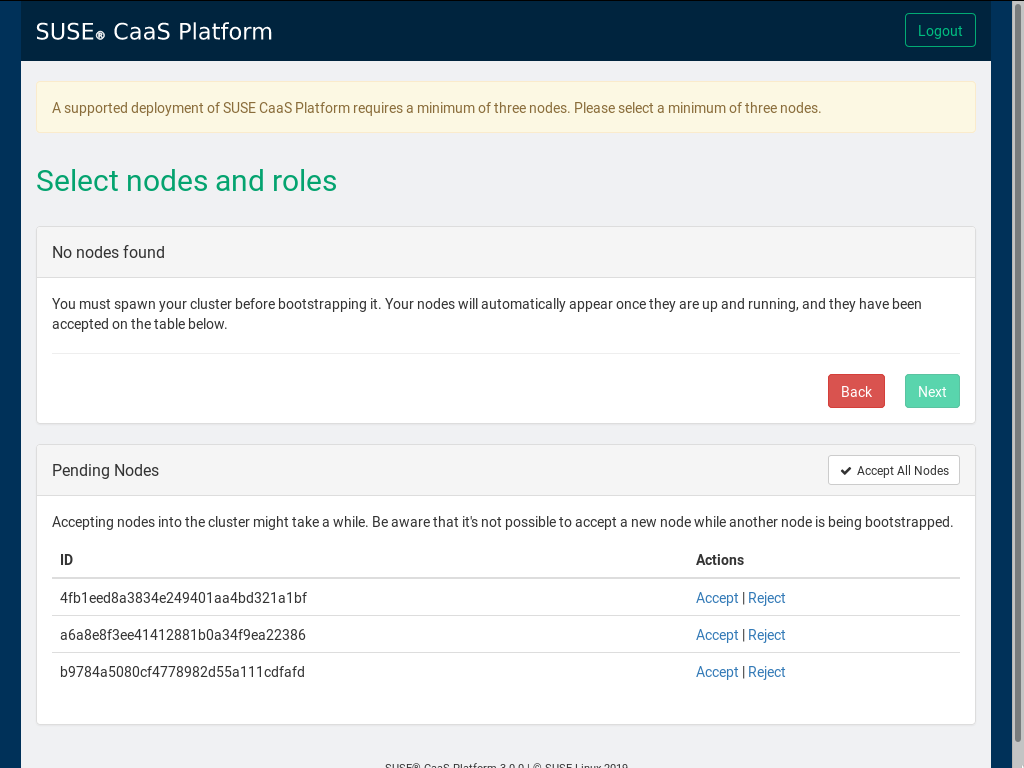 SUSE® CaaS Platform
Logout
A supported deployment of SUSE CaaS Platform requires a minimum of three nodes. Please select a minimum of three nodes.
Select nodes and roles
No nodes found
You must spawn your cluster before bootstrapping it. Your nodes will automatically appear once they are up and running, and they have been
accepted on the table below.
Back Next
Pending Nodes
Accept All Nodes
Accepting nodes into the cluster might take a while. Be aware that it's not possible to accept a new node while another node is being bootstrapped.
ID Actions
4fb1eed8a3834e249401aa4bd321a1bf Accept | Reject
a6a8e8f3ee41412881b0a34f9ea22386 Accept | Reject
b9784a5080cf4778982d55a111cdfafd Accept | Reject
SUSE® CaaS Platform 3.0.0 | © SUSE Linux 2019